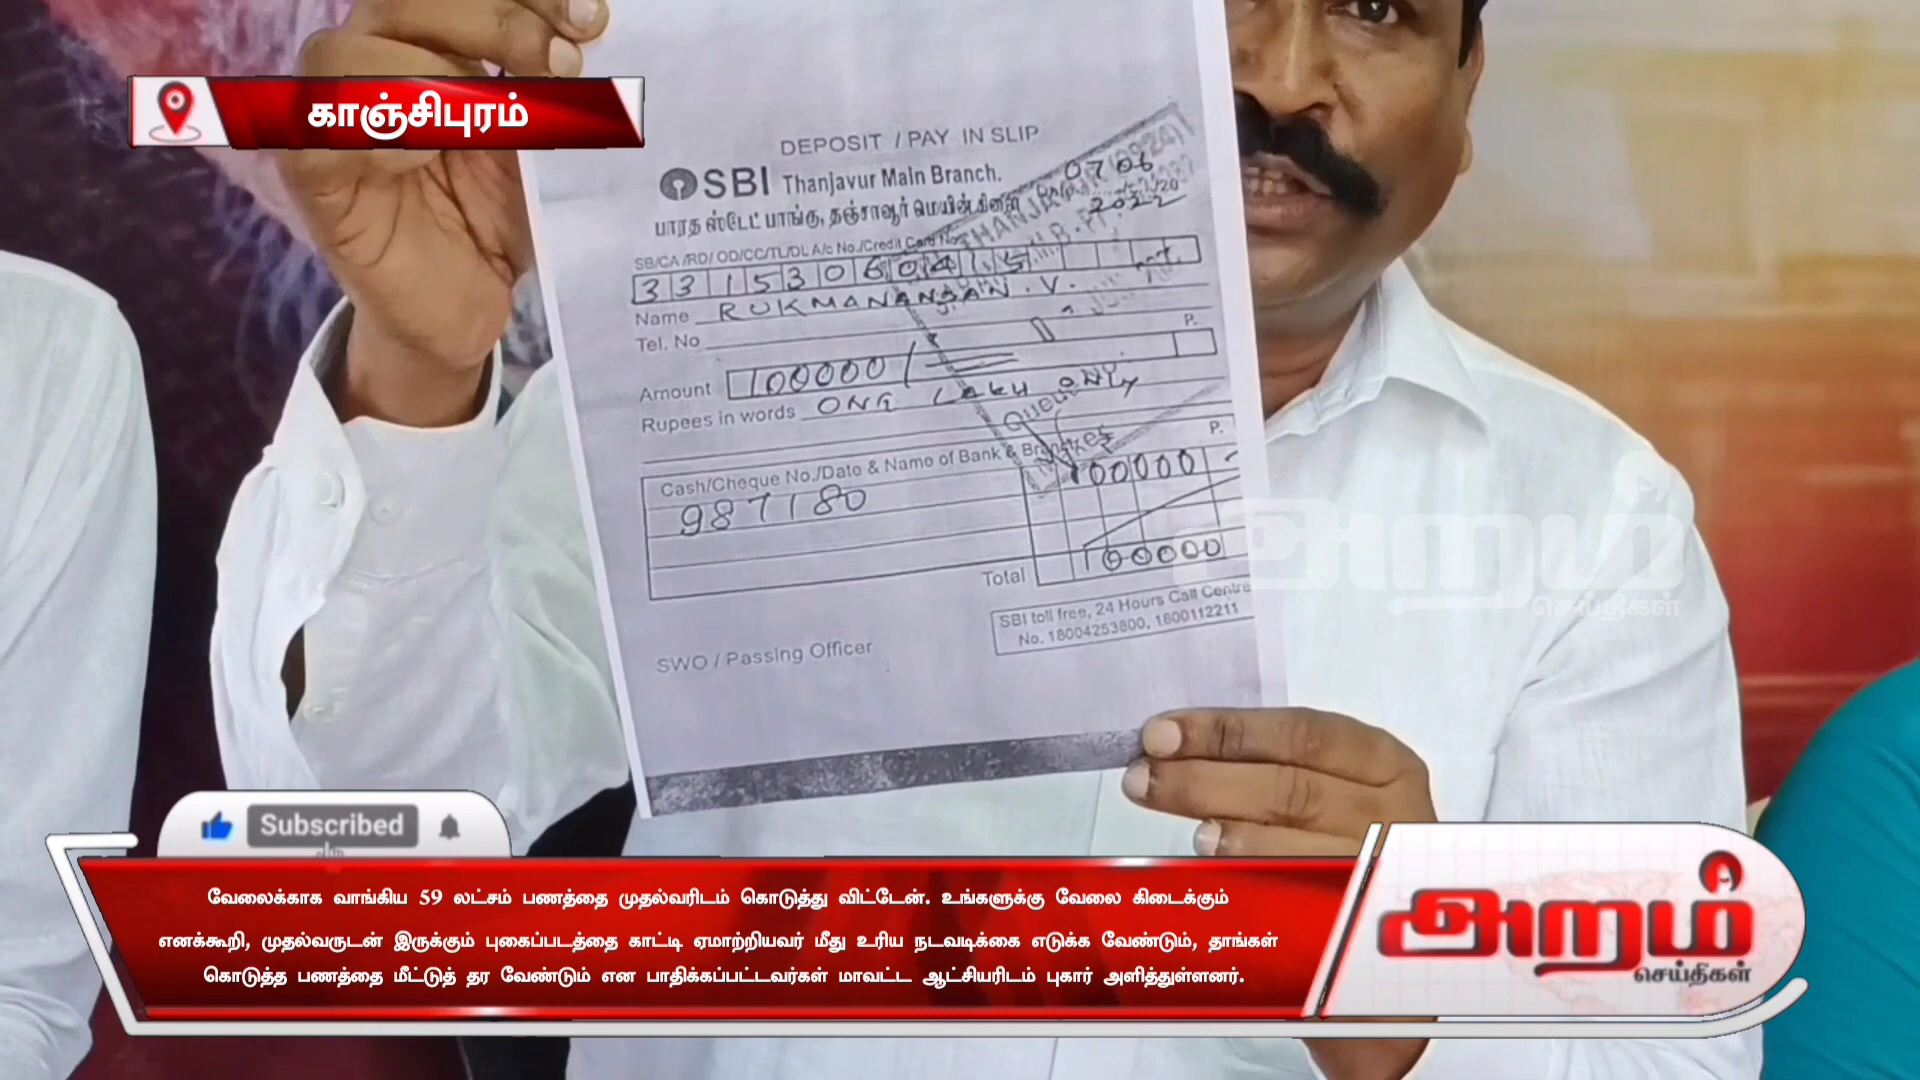 காஞ்சிபுரம்
DEPOSIT / PAY IN SLIP
SBI Thanjavur Main Branch.
பாரத ஸ்டேட் பாங்கு, தஞ்சாவூர் மெயின் கிளை
0706
2022
SB/CA /RD/ OD/CC/TL/DL A/c No./Credit Card No
33153060415
Name RUKMANANDAN . V.
Tel. No
P.
Amount 100000/
Rupees in words ONE LAKH ONLY
P.
Cash/Cheque No./Date & Name of Bank & Branch
987180
100000
Total 100000
SBI toll free, 24 Hours Call Centre
No. 18004253800, 1800112211
SWO / Passing Officer
அறம்
செய்திகள்
Subscribed
வேலைக்காக வாங்கிய 59 லட்சம் பணத்தை முதல்வரிடம் கொடுத்து விட்டேன். உங்களுக்கு வேலை கிடைக்கும்
எனக்கூறி, முதல்வருடன் இருக்கும் புகைப்படத்தை காட்டி ஏமாற்றியவர் மீது உரிய நடவடிக்கை எடுக்க வேண்டும், தாங்கள்
கொடுத்த பணத்தை மீட்டுத் தர வேண்டும் என பாதிக்கப்பட்டவர்கள் மாவட்ட ஆட்சியரிடம் புகார் அளித்துள்ளனர்.
அறம்
செய்திகள்